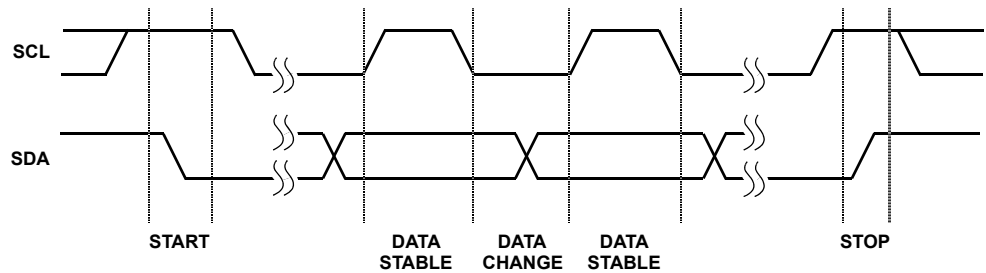 SCL
SDA
START
DATA
STABLE
DATA
CHANGE
DATA
STABLE
STOP